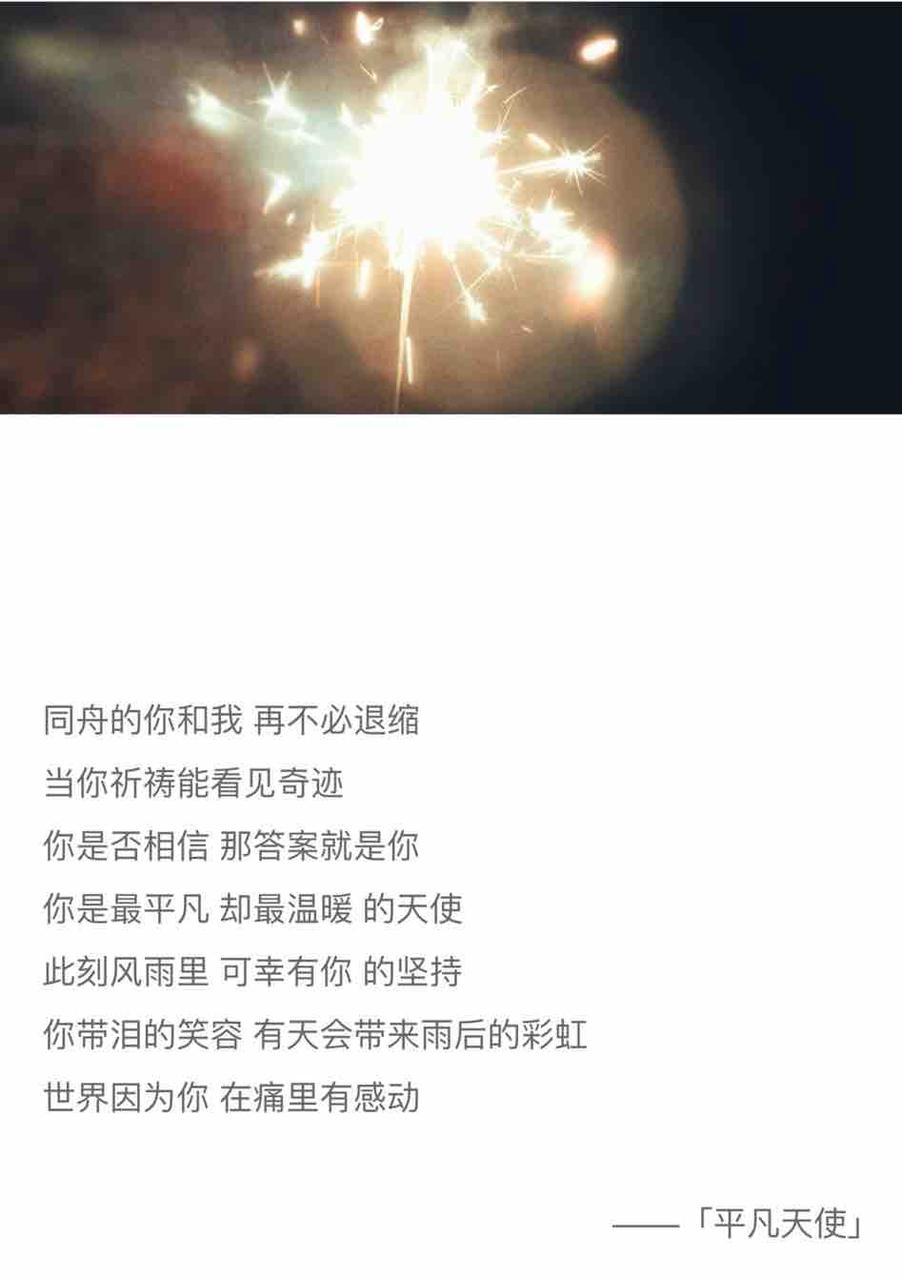 同舟的你和我 再不必退缩
当你祈祷能看见奇迹
你是否相信 那答案就是你
你是最平凡 却最温暖 的天使
此刻风雨里 可幸有你 的坚持
你带泪的笑容 有天会带来雨后的彩虹
世界因为你 在痛里有感动
——「平凡天使」